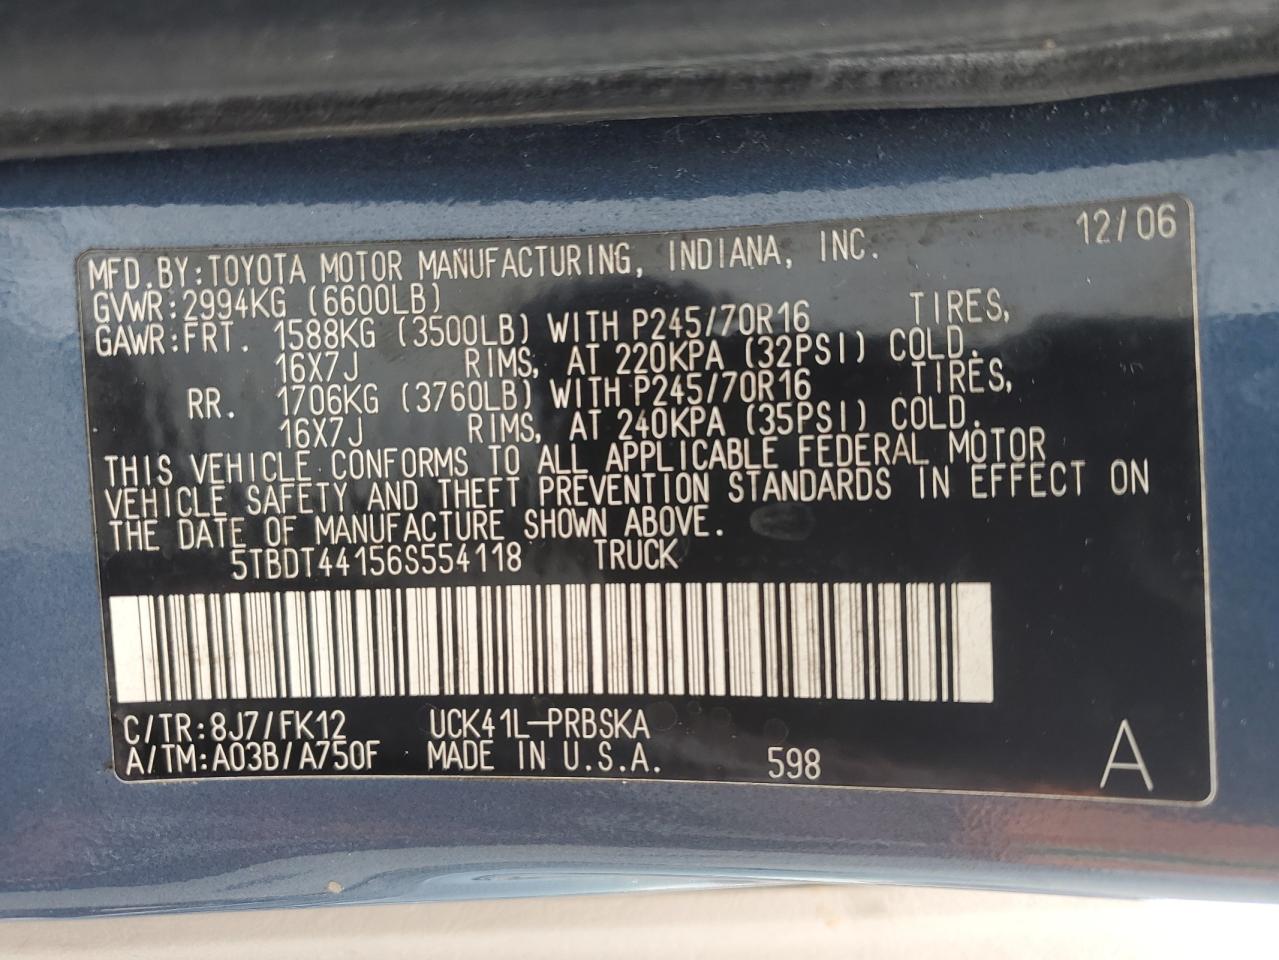 12/06
MFD.BY:TOYOTA MOTOR MANUFACTURING, INDIANA, INC.
GVWR:2994KG (6600LB)
GAWR:FRT. 1588KG (3500LB) WITH P245/70R16 TIRES,
16X7J RIMS, AT 220KPA (32PSI) COLD.
RR. 1706KG (3760LB) WITH P245/70R16 TIRES,
16X7J RIMS, AT 240KPA (35PSI) COLD.
THIS VEHICLE CONFORMS TO ALL APPLICABLE FEDERAL MOTOR
VEHICLE SAFETY AND THEFT PREVENTION STANDARDS IN EFFECT ON
THE DATE OF MANUFACTURE SHOWN ABOVE.
5TBDT44156S554118 TRUCK
C/TR:8J7/FK12 UCK41L-PRBSKA
A/TM:A03B/A750F MADE IN U.S.A. 598 A